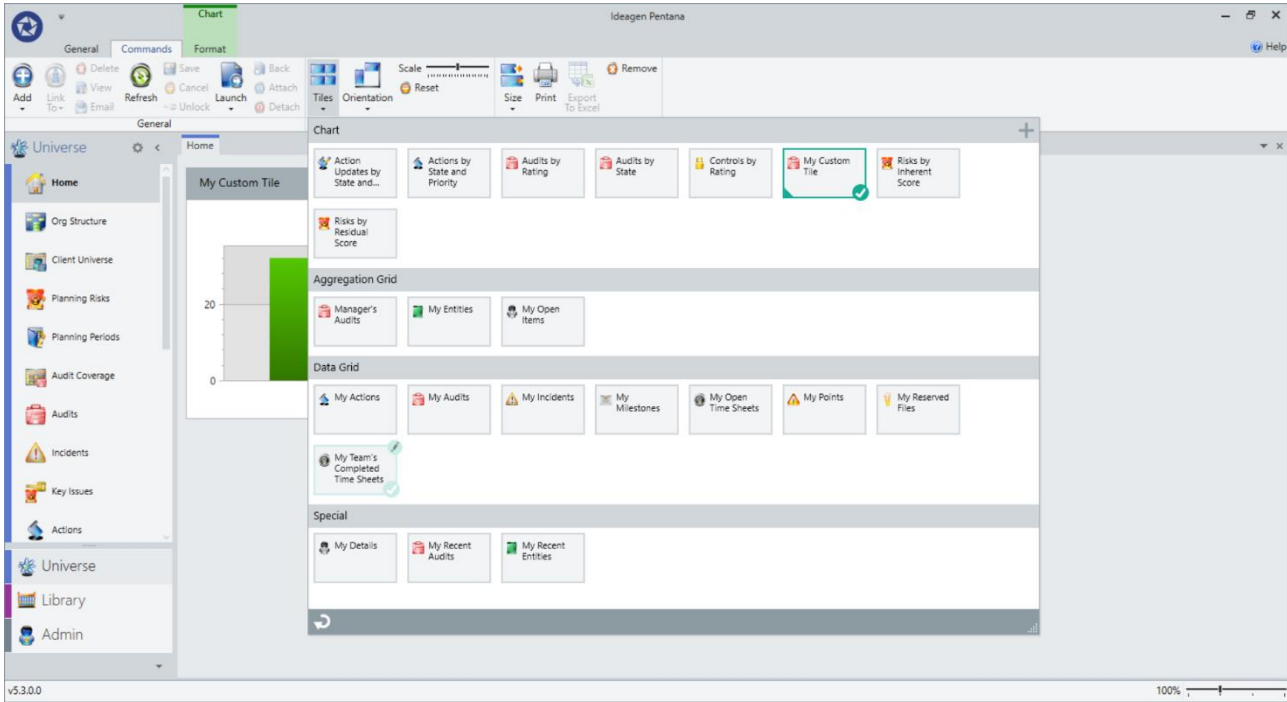 Chart
Ideagen Pentana
General Commands Format
Help
Add
Link To
Delete
View
Email
Refresh
Save
Cancel
Unlock
Launch
Back
Attach
Detach
Tiles
Orientation
Scale
Reset
Size
Print
Export To Excel
Remove
General
Universe
Home
Org Structure
Client Universe
Planning Risks
Planning Periods
Audit Coverage
Audits
Incidents
Key Issues
Actions
Universe
Library
Admin
Home
My Custom Tile
20
0
Chart
Action
Updates by
State and...
Actions by
State and
Priority
Audits by
Rating
Audits by
State
Controls by
Rating
My Custom
Tile
Risks by
Inherent
Score
Risks by
Residual
Score
Aggregation Grid
Manager's
Audits
My Entities
My Open
Items
Data Grid
My Actions
My Audits
My Incidents
My
Milestones
My Open
Time Sheets
My Points
My Reserved
Files
My Team's
Completed
Time Sheets
Special
My Details
My Recent
Audits
My Recent
Entities
v5.3.0.0
100%